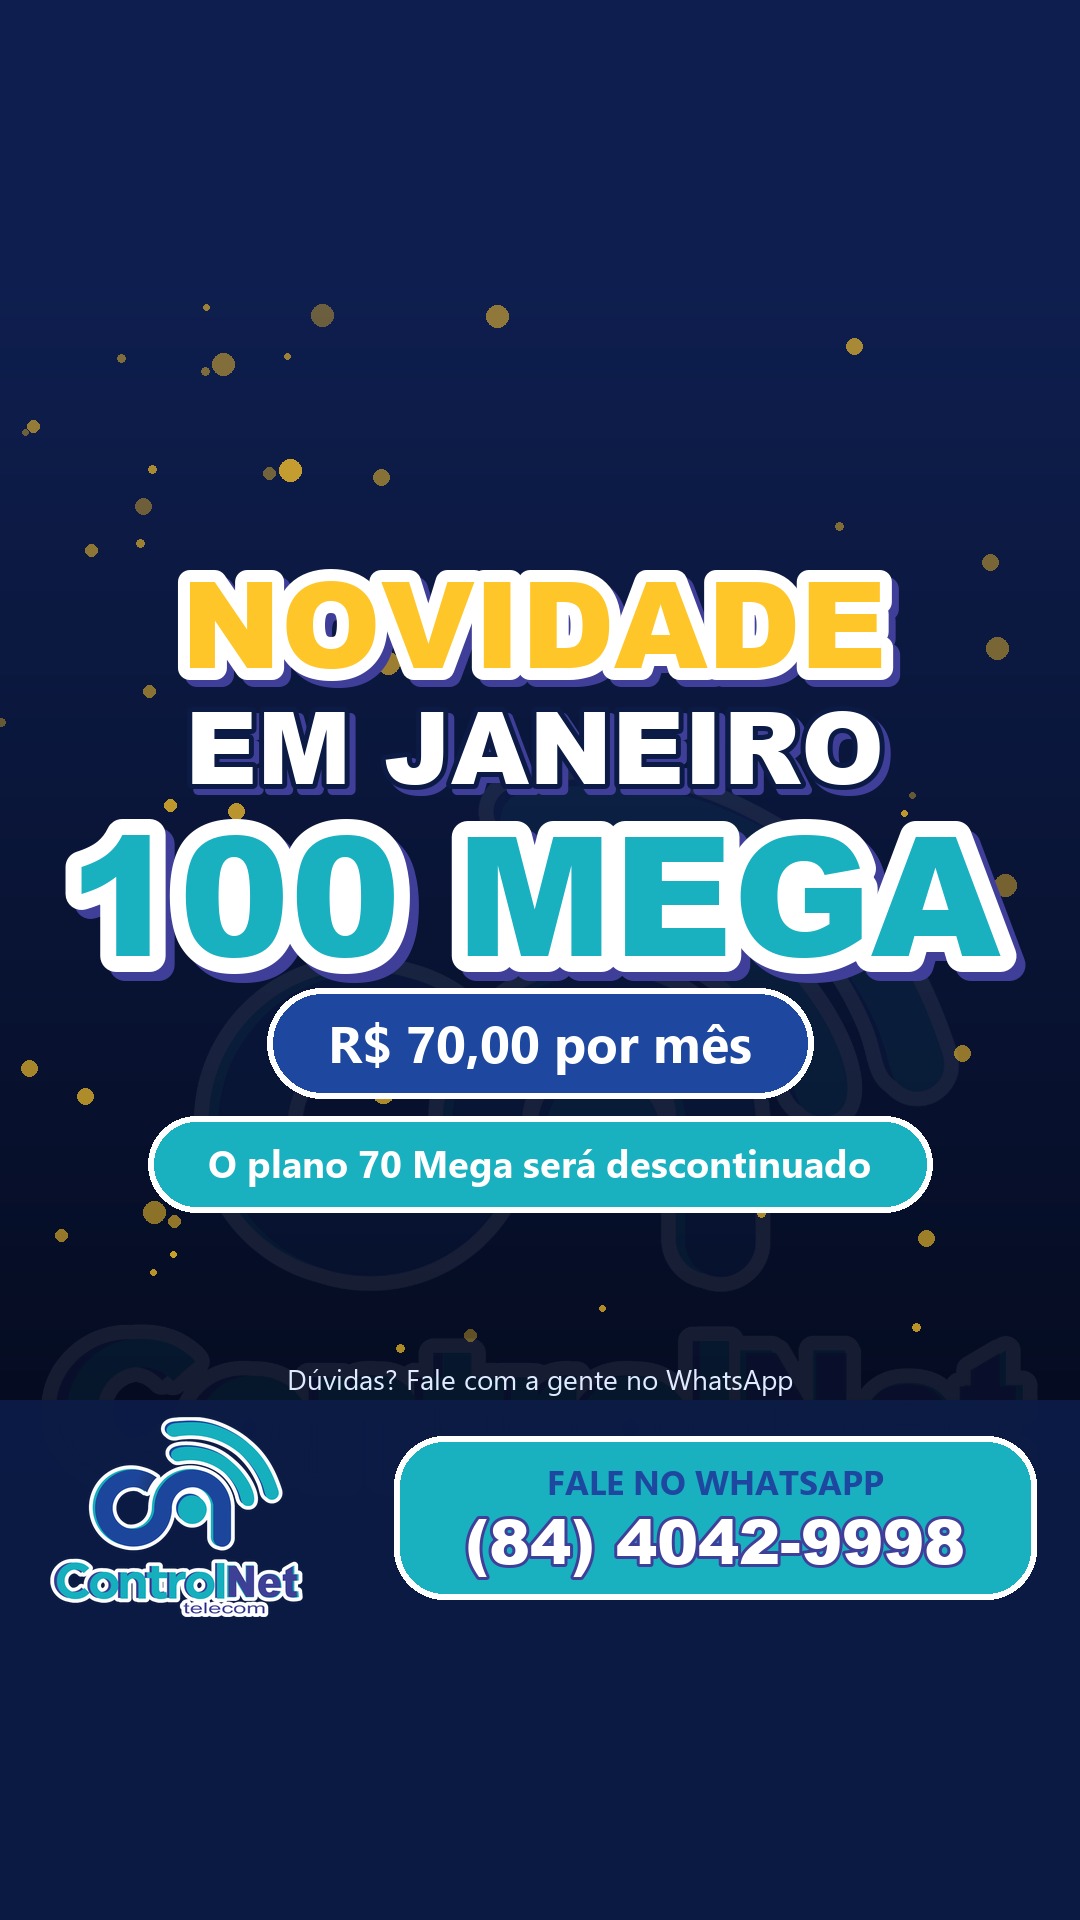 NOVIDADE
EM JANEIRO
100 MEGA
R$ 70,00 por mês
O plano 70 Mega será descontinuado
Dúvidas? Fale com a gente no WhatsApp
ControlNet
telecom
FALE NO WHATSAPP
(84) 4042-9998